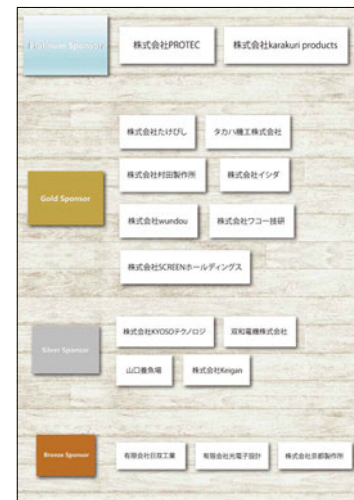 Platinum Sponsor
株式会社PROTEC
株式会社karakuri products
Gold Sponsor
株式会社たけびし
タカハ機工株式会社
株式会社村田製作所
株式会社イシダ
株式会社wundou
株式会社ワコー技研
株式会社SCREENホールディングス
Silver Sponsor
株式会社KYOSOテクノロジ
双和電機株式会社
山口養魚場
株式会社Keigan
Bronze Sponsor
有限会社日双工業
有限会社光電子設計
株式会社京都製作所